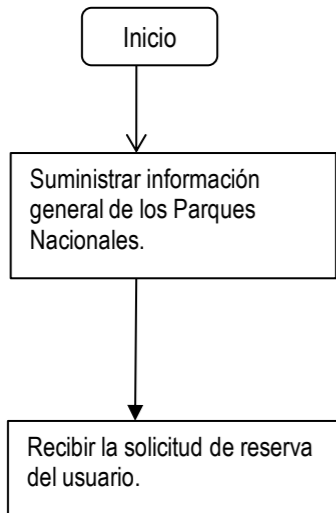 Inicio
Suministrar información
general de los Parques
Nacionales.
Recibir la solicitud de reserva
del usuario.